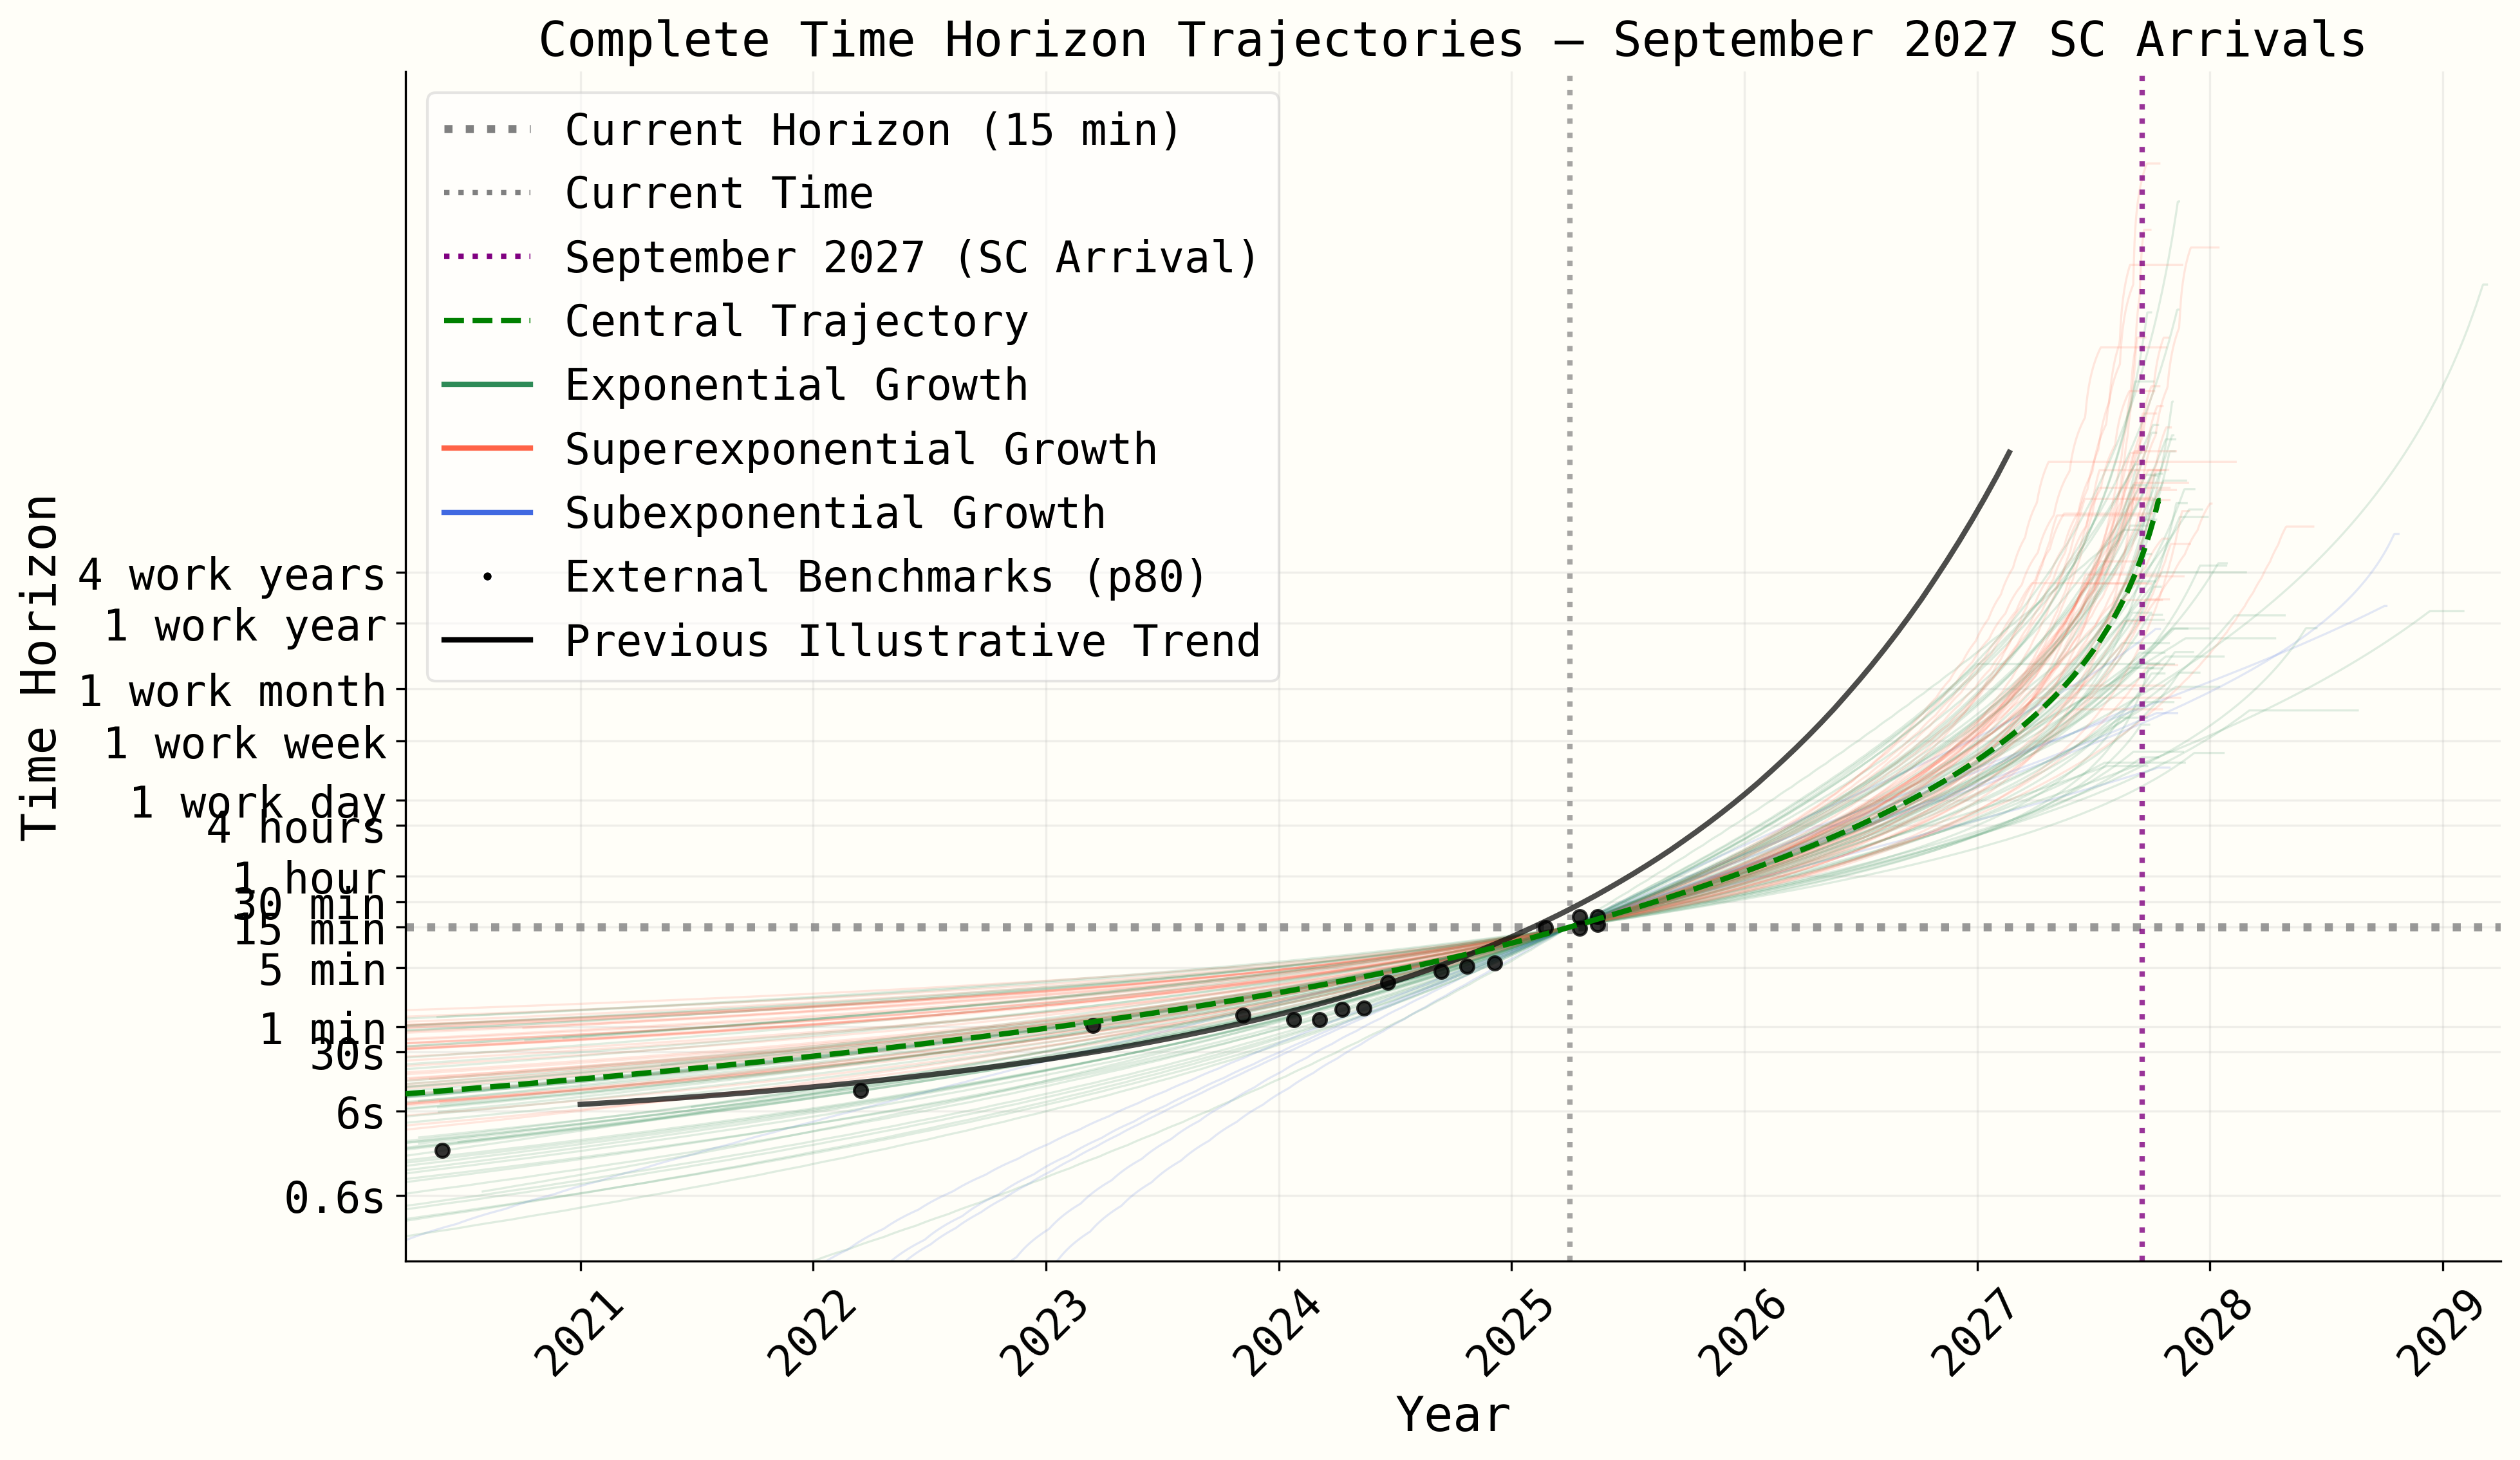 Complete Time Horizon Trajectories – September 2027 SC Arrivals
Current Horizon (15 min)
Current Time
September 2027 (SC Arrival)
Central Trajectory
Exponential Growth
Superexponential Growth
Subexponential Growth
External Benchmarks (p80)
Previous Illustrative Trend
Time Horizon
4 work years
1 work year
1 work month
1 work week
1 work day
4 hours
1 hour
30 min
15 min
5 min
1 min
30s
6s
0.6s
2021
2022
2023
2024
2025
2026
2027
2028
2029
Year